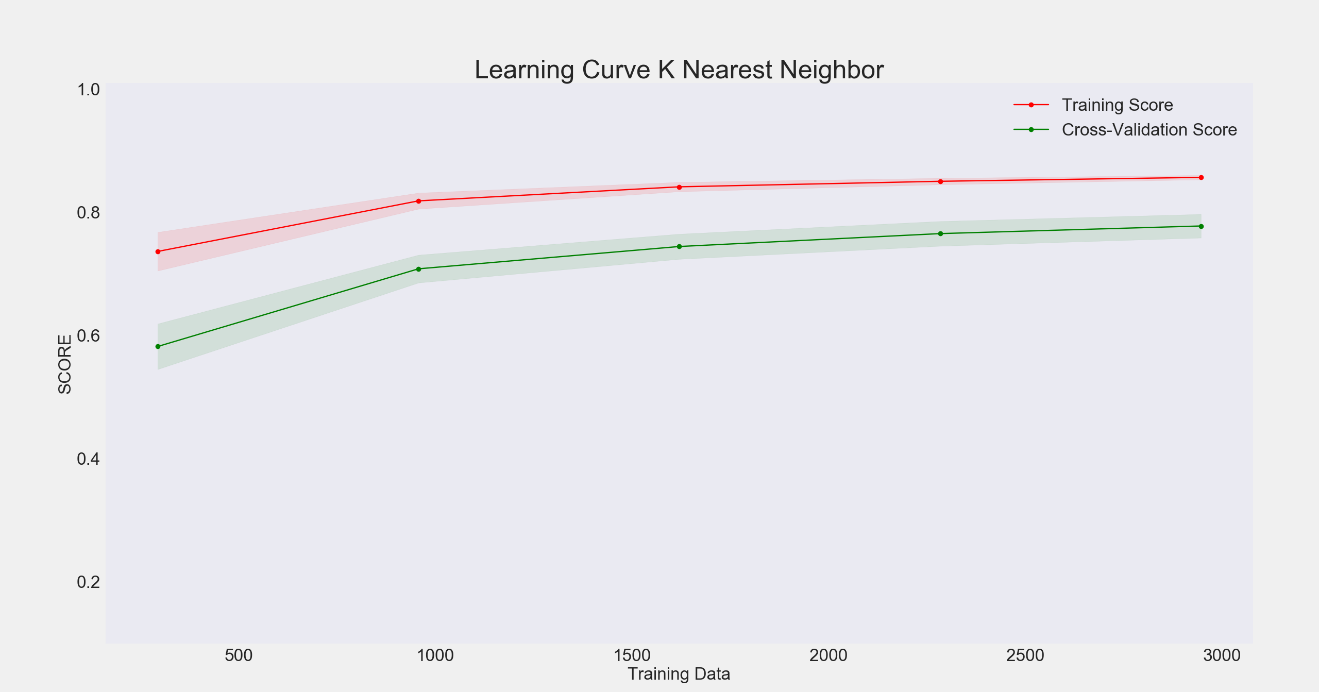 Learning Curve K Nearest Neighbor
1.0
Training Score
Cross-Validation Score
0.8
0.6
SCORE
0.4
0.2
500 1000 1500 2000 2500 3000
Training Data